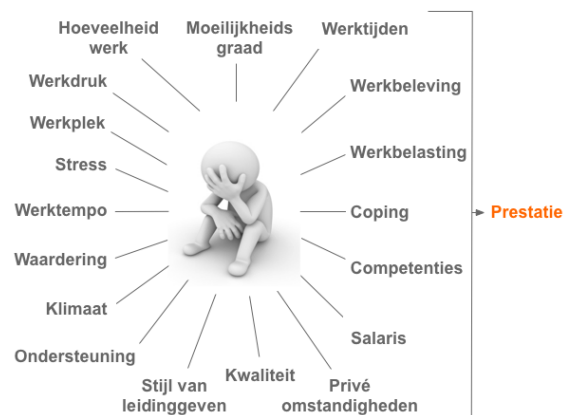 Hoeveelheid
werk
Moeilijkheids
graad
Werktijden
Werkdruk
Werkbeleving
Werkplek
Werkbelasting
Stress
Werktempo
Coping
Prestatie
Waardering
Competenties
Klimaat
Salaris
Ondersteuning
Stijl van
leidinggeven
Kwaliteit
Privé
omstandigheden